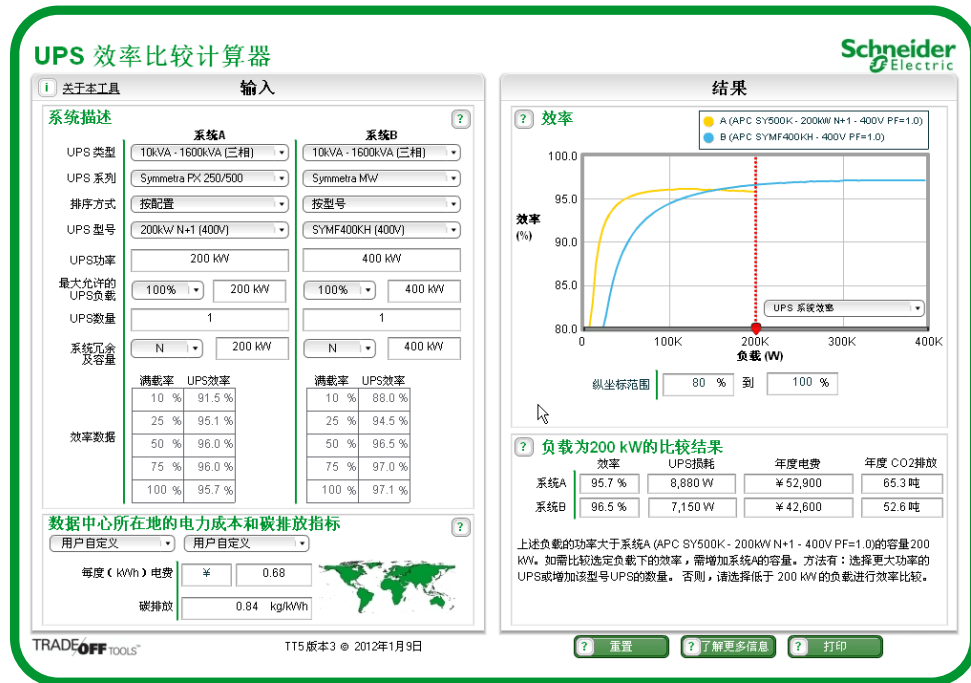 UPS 效率比较计算器
Schneider Electric
i 关于本工具 输入
系统描述 ?
系统A 系统B
UPS 类型 10kVA - 1600kVA (三相) 10kVA - 1600kVA (三相)
UPS 系列 Symmetra PX 250/500 Symmetra MW
排序方式 按配置 按型号
UPS 型号 200kW N+1 (400V) SYMF400KH (400V)
UPS功率 200 kW 400 kW
最大允许的
UPS负载 100% 200 kW 100% 400 kW
UPS数量 1 1
系统冗余
及容量 N 200 kW N 400 kW
满载率 UPS效率 满载率 UPS效率
10 % 91.5 % 10 % 88.0 %
25 % 95.1 % 25 % 94.5 %
效率数据 50 % 96.0 % 50 % 96.5 %
75 % 96.0 % 75 % 97.0 %
100 % 95.7 % 100 % 97.1 %
数据中心所在地的电力成本和碳排放指标 ?
用户自定义 用户自定义
每度 ( kWh ) 电费 ¥ 0.68
碳排放 0.84 kg/kWh
结果
? 效率
A (APC SY500K - 200kW N+1 - 400V PF=1.0)
B (APC SYMF400KH - 400V PF=1.0)
100.0
95.0
效率
(%)
90.0
85.0
UPS 系统效率
80.0
0 100K 200K 300K 400K
负载 (W)
纵坐标范围 80 % 到 100 %
? 负载为200 kW的比较结果
效率 UPS损耗 年度电费 年度 CO2排放
系统A 95.7 % 8,880 W ¥ 52,900 65.3 吨
系统B 96.5 % 7,150 W ¥ 42,600 52.6 吨
上述负载的功率大于系统A (APC SY500K - 200kW N+1 - 400V PF=1.0)的容量200
kW。如需比较选定负载下的效率，需增加系统A的容量。方法有：选择更大功率的
UPS或增加该型号UPS的数量。 否则，请选择低于 200 kW 的负载进行效率比较。
TRADE OFF TOOLS™ TT5 版本3 © 2012年1月9日
? 重置 ? 了解更多信息 ? 打印